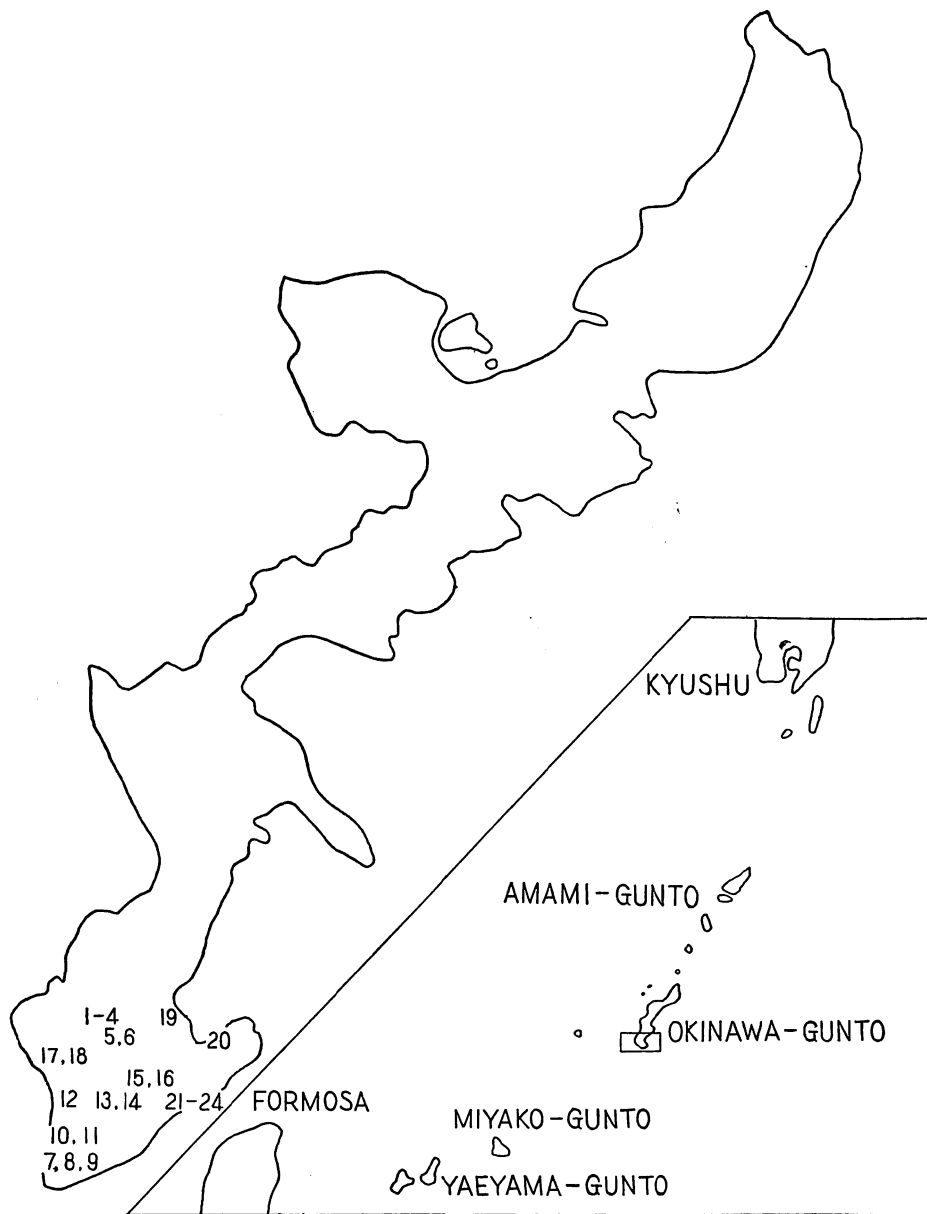 KYUSHU
AMAMI-GUNTO
1-4
19
5.6
OKINAWA-GUNTO
20
17.18
15,16
12
13,14
21-24
FORMOSA
MIYAKO-GUNTO
10,11
7,8,9
YAEYAMA-GUNTO